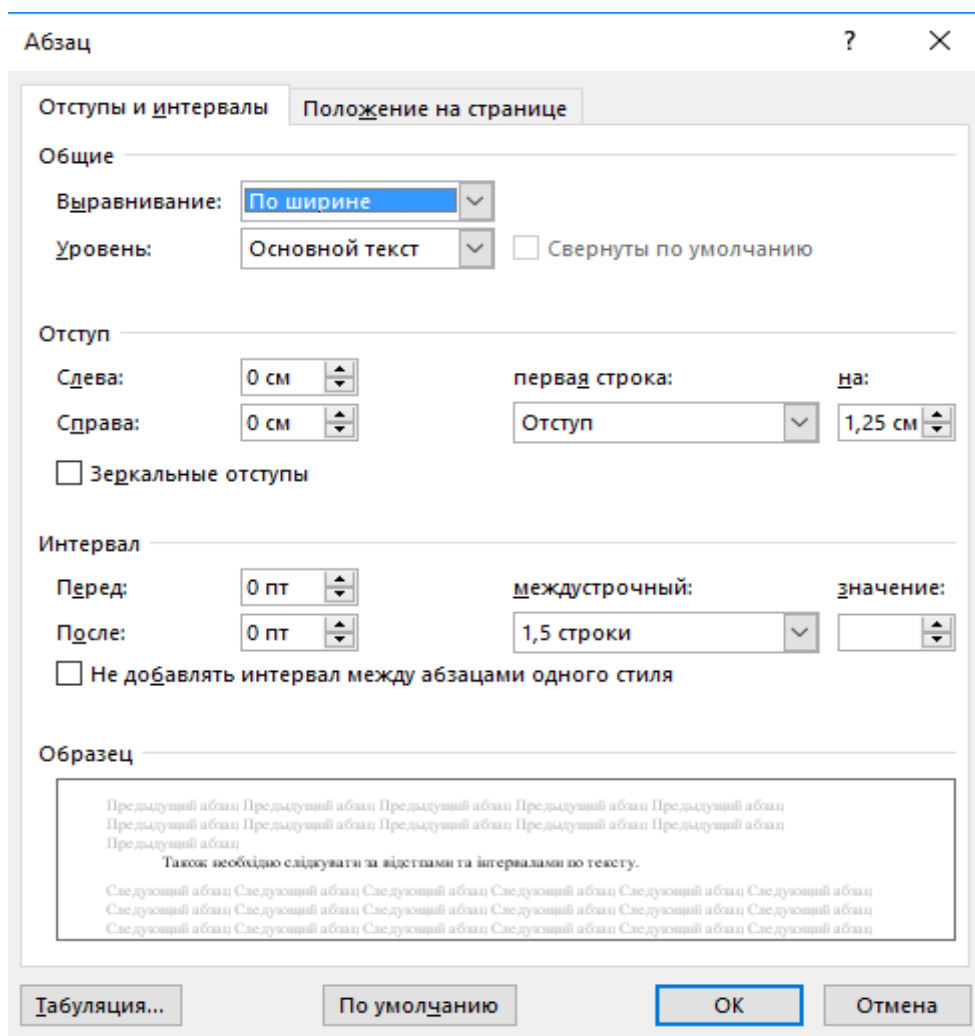 Абзац ? ×
Отступы и интервалы Положение на странице
Общие
Выравнивание: По ширине
Уровень: Основной текст Свернуты по умолчанию
Отступ
Слева: 0 см первая строка: на:
Справа: 0 см Отступ 1,25 см
Зеркальные отступы
Интервал
Перед: 0 пт междустрочный: значение:
После: 0 пт 1,5 строки
Не добавлять интервал между абзацами одного стиля
Образец
Предыдущий абзац Предыдущий абзац Предыдущий абзац Предыдущий абзац Предыдущий абзац
Предыдущий абзац Предыдущий абзац Предыдущий абзац Предыдущий абзац Предыдущий абзац
Предыдущий абзац
Також необхідно слідкувати за відстпами та інтервалами по тексту.
Следующий абзац Следующий абзац Следующий абзац Следующий абзац Следующий абзац Следующий абзац
Следующий абзац Следующий абзац Следующий абзац Следующий абзац Следующий абзац Следующий абзац
Следующий абзац Следующий абзац Следующий абзац Следующий абзац Следующий абзац Следующий абзац
Табуляция... По умолчанию ОК Отмена